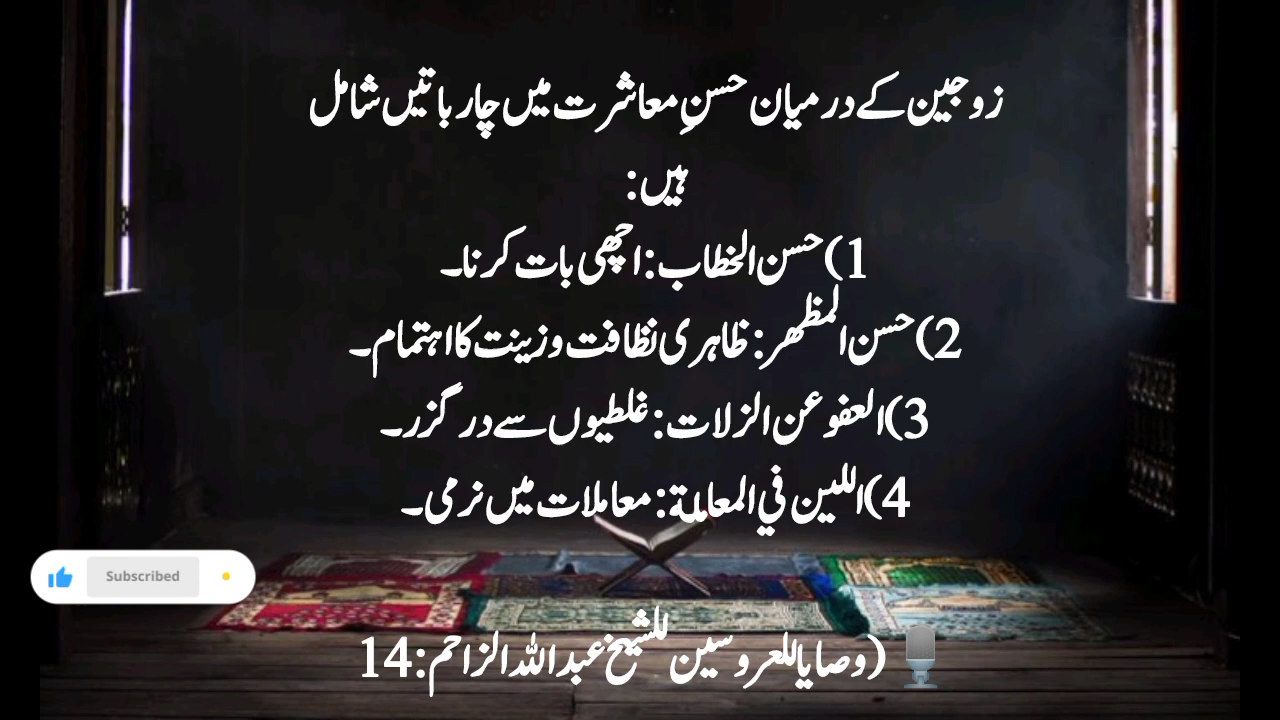 زوجین کے درمیان حسنِ معاشرت میں چار باتیں شامل
ہیں:
1)حسن الخطاب:اچھی بات کرنا۔
2)حسن المظهر:ظاہری نظافت وزینت کا اہتمام۔
3)العفو عن الزلات:غلطیوں سے درگزر۔
4)اللين في المعاملة:معاملات میں نرمی۔
Subscribed
(وصایا للعروسین للشیخ عبداللہ الزاحم:14